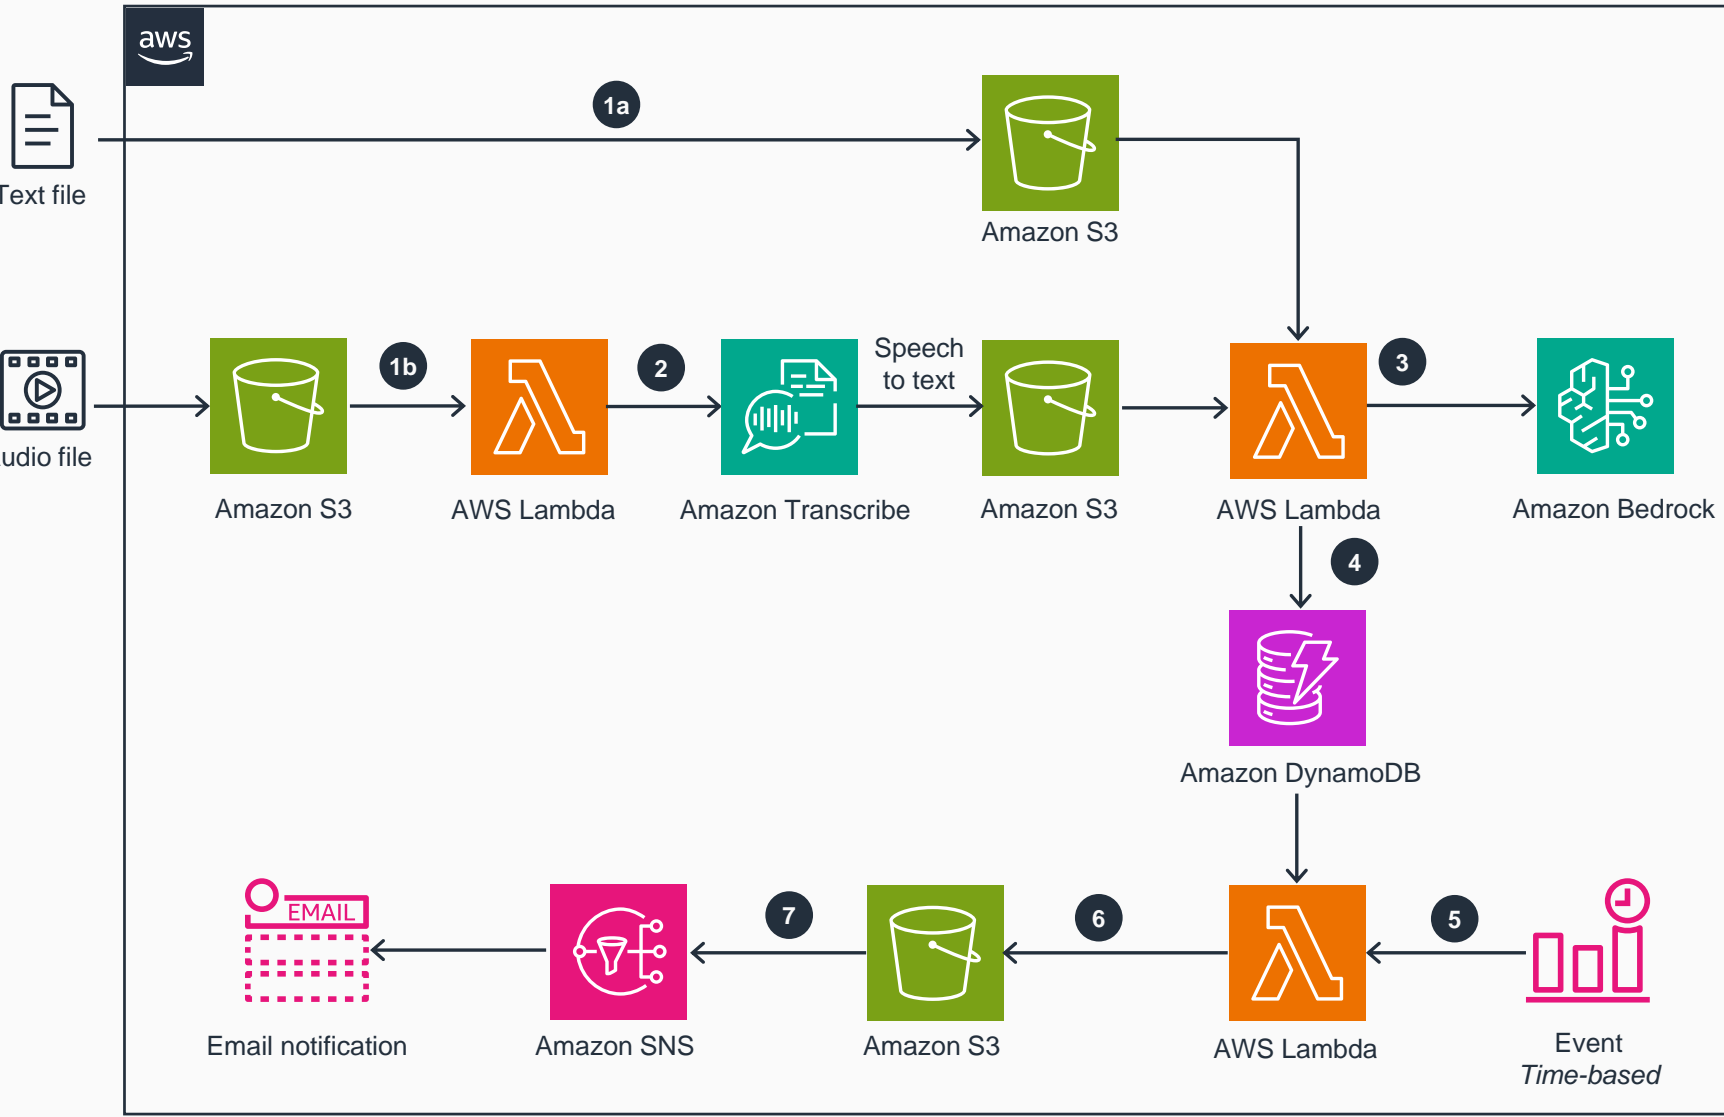 aws
1a
Text file
Amazon S3
1b
2
Speech
to text
3
udio file
Amazon S3
AWS Lambda
Amazon Transcribe
Amazon S3
AWS Lambda
Amazon Bedrock
4
Amazon DynamoDB
EMAIL
7
6
5
Email notification
Amazon SNS
Amazon S3
AWS Lambda
Event
Time-based